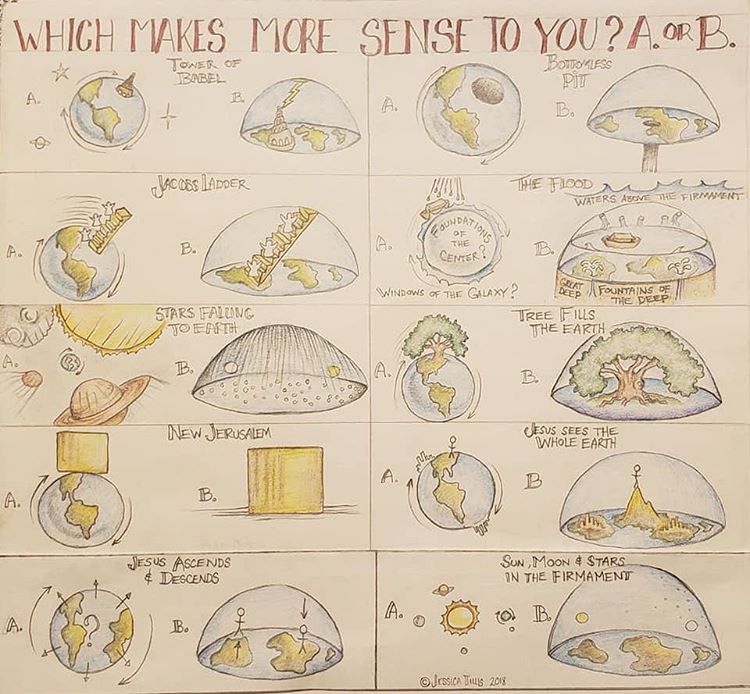 WHICH MAKES MORE SENSE TO YOU? A. OR B.
TOWER OF
BABEL
A.
B.
BOTTOMLESS
PIT
A.
B.
JACOBS LADDER
A.
B.
THE FLOOD
WATERS ABOVE THE FIRMAMENT
A.
FOUNDATIONS
OF THE
CENTER?
WINDOWS OF THE GALAXY?
B.
GREAT
DEEP
FOUNTAINS OF
THE DEEP
STARS FALLING
TO EARTH
A.
B.
TREE FILLS
THE EARTH
A.
B.
NEW JERUSALEM
A.
B.
JESUS SEES THE
WHOLE EARTH
A.
B
JESUS ASCENDS
& DESCENDS
A.
?
B.
SUN, MOON & STARS
IN THE FIRMAMENT
A.
B.
© JESSICA 2018